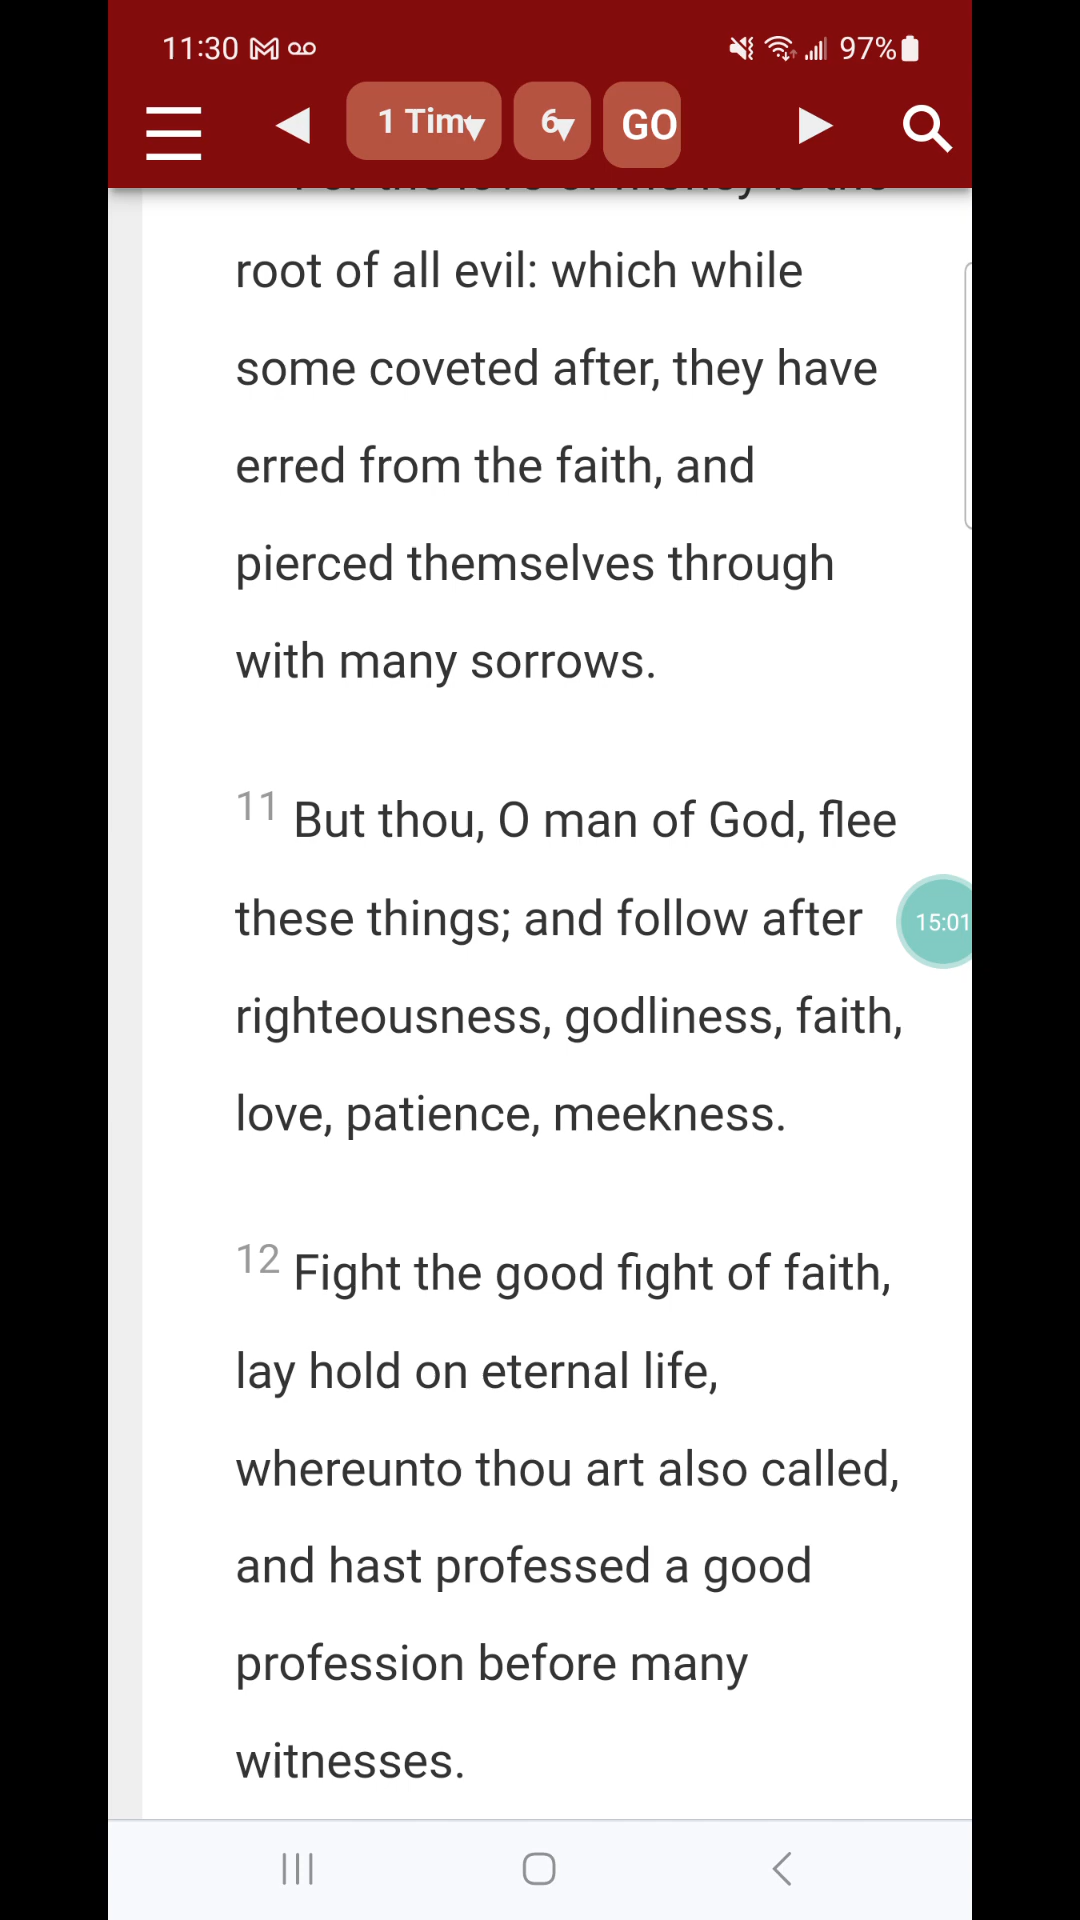 11:30 97%
1 Tim 6 GO
root of all evil: which while
some coveted after, they have
erred from the faith, and
pierced themselves through
with many sorrows.
11 But thou, O man of God, flee
these things; and follow after
15:01
righteousness, godliness, faith,
love, patience, meekness.
12 Fight the good fight of faith,
lay hold on eternal life,
whereunto thou art also called,
and hast professed a good
profession before many
witnesses.